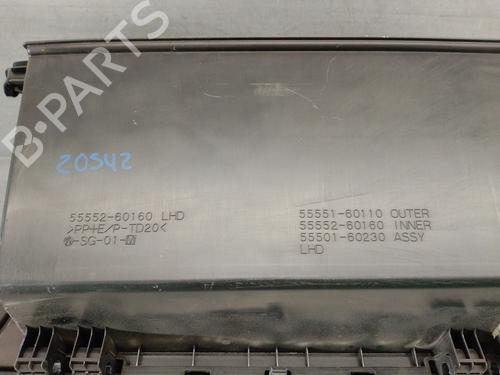 B-PARTS
20542
55552-60160 LHD
>PP+E/P-TD20<
-SG-01-
55551-60110 OUTER
55552-60160 INNER
55501-60230 ASSY
LHD